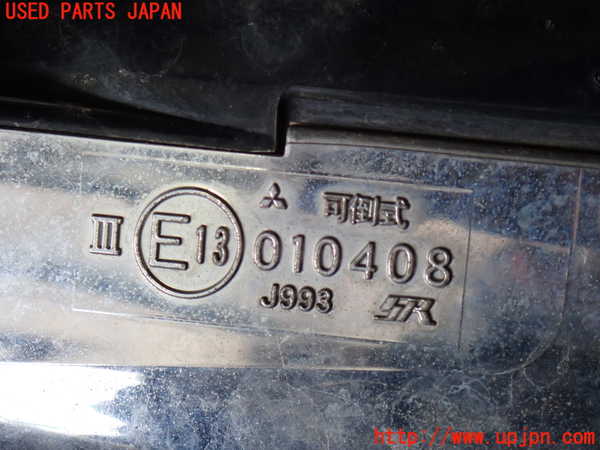 USED PARTS JAPAN
可倒式
III E13 010408
J993
http://www.upjpn.com